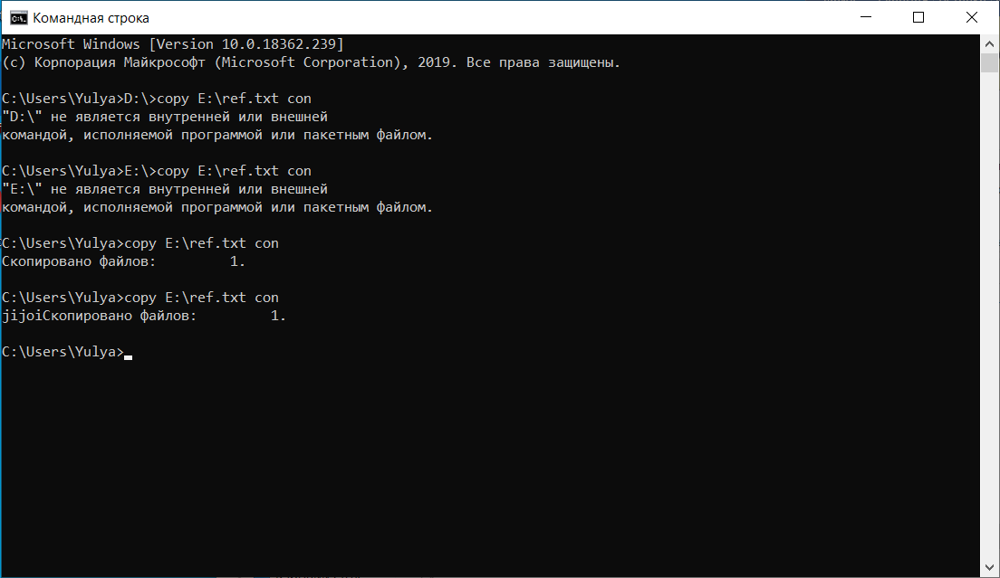 Командная строка
Microsoft Windows [Version 10.0.18362.239]
(c) Корпорация Майкрософт (Microsoft Corporation), 2019. Все права защищены.
C:\Users\Yulya>D:\>copy E:\ref.txt con
"D:\" не является внутренней или внешней
командой, исполняемой программой или пакетным файлом.
C:\Users\Yulya>E:\>copy E:\ref.txt con
"E:\" не является внутренней или внешней
командой, исполняемой программой или пакетным файлом.
C:\Users\Yulya>copy E:\ref.txt con
Скопировано файлов:         1.
C:\Users\Yulya>copy E:\ref.txt con
jijoiСкопировано файлов:         1.
C:\Users\Yulya>